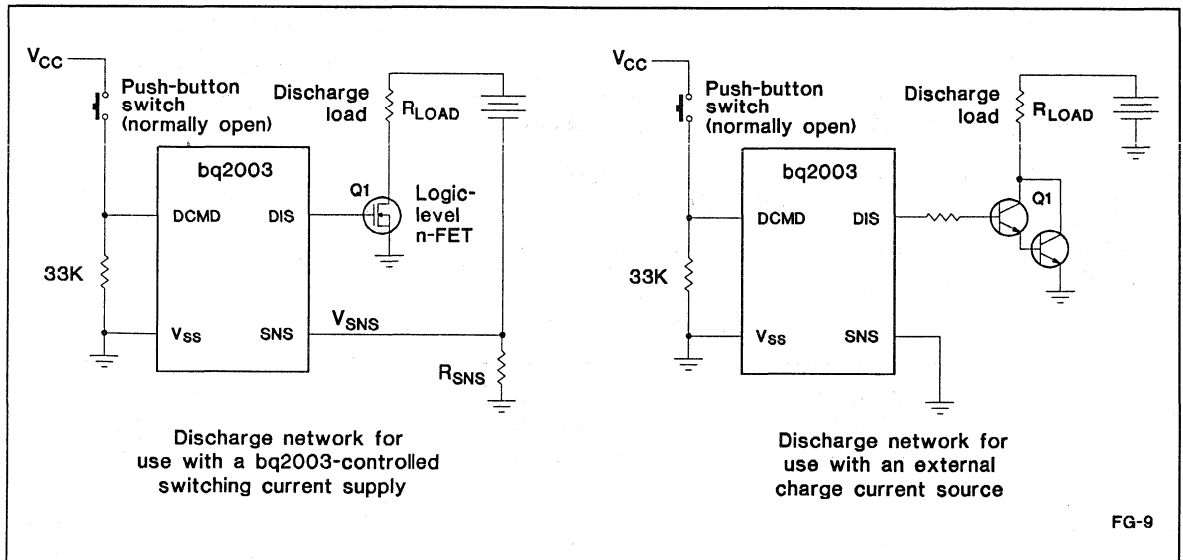 VCC
Push-button
switch
(normally open)
Discharge
load
RLOAD
bq2003
Q1
Logic-
level
n-FET
DCMD
DIS
33K
VSS
SNS
VSNS
RSNS
Discharge network for
use with a bq2003-controlled
switching current supply
VCC
Push-button
switch
(normally open)
Discharge
load
RLOAD
bq2003
Q1
DCMD
DIS
33K
VSS
SNS
Discharge network for
use with an external
charge current source
FG-9